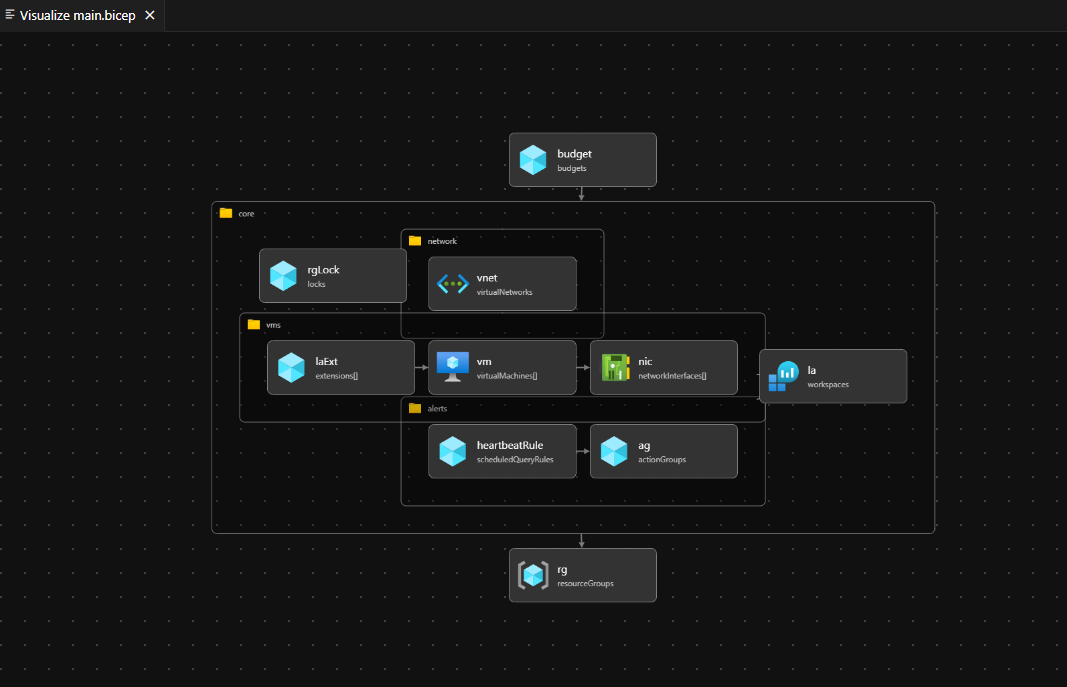 Visualize main.bicep
budget
budgets
core
network
rgLock
locks
vnet
virtualNetworks
vms
laExt
extensions[]
vm
virtualMachines[]
nic
networkInterfaces[]
la
workspaces
alerts
heartbeatRule
scheduledQueryRules
ag
actionGroups
rg
resourceGroups